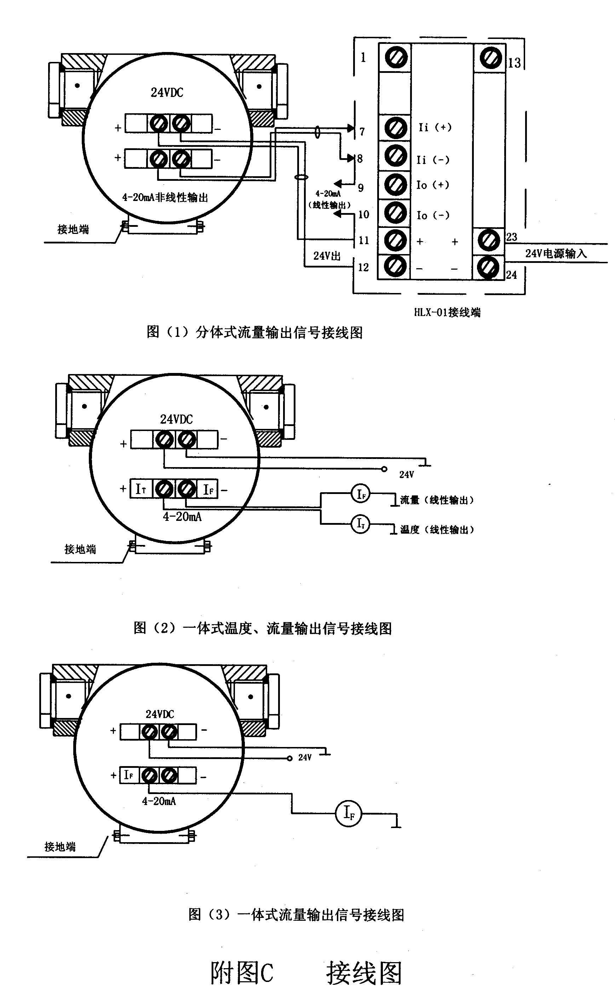 1
13
24VDC
+ -
7 Ii（+）
+ -
8 Ii（-）
9 Io（+）
4-20mA
（线性输出）
4-20mA非线性输出
10 Io（-）
接地端
11 + + 23
24V电源输入
24V出
12 - - 24
HLX-01接线端
图（1）分体式流量输出信号接线图
24VDC
+ -
24V
+ IT IF -
IF 流量（线性输出）
4-20mA
IT 温度（线性输出）
接地端
图（2）一体式温度、流量输出信号接线图
24VDC
+ -
24V
+ IF -
4-20mA
IF
接地端
图（3）一体式流量输出信号接线图
附图C 接线图